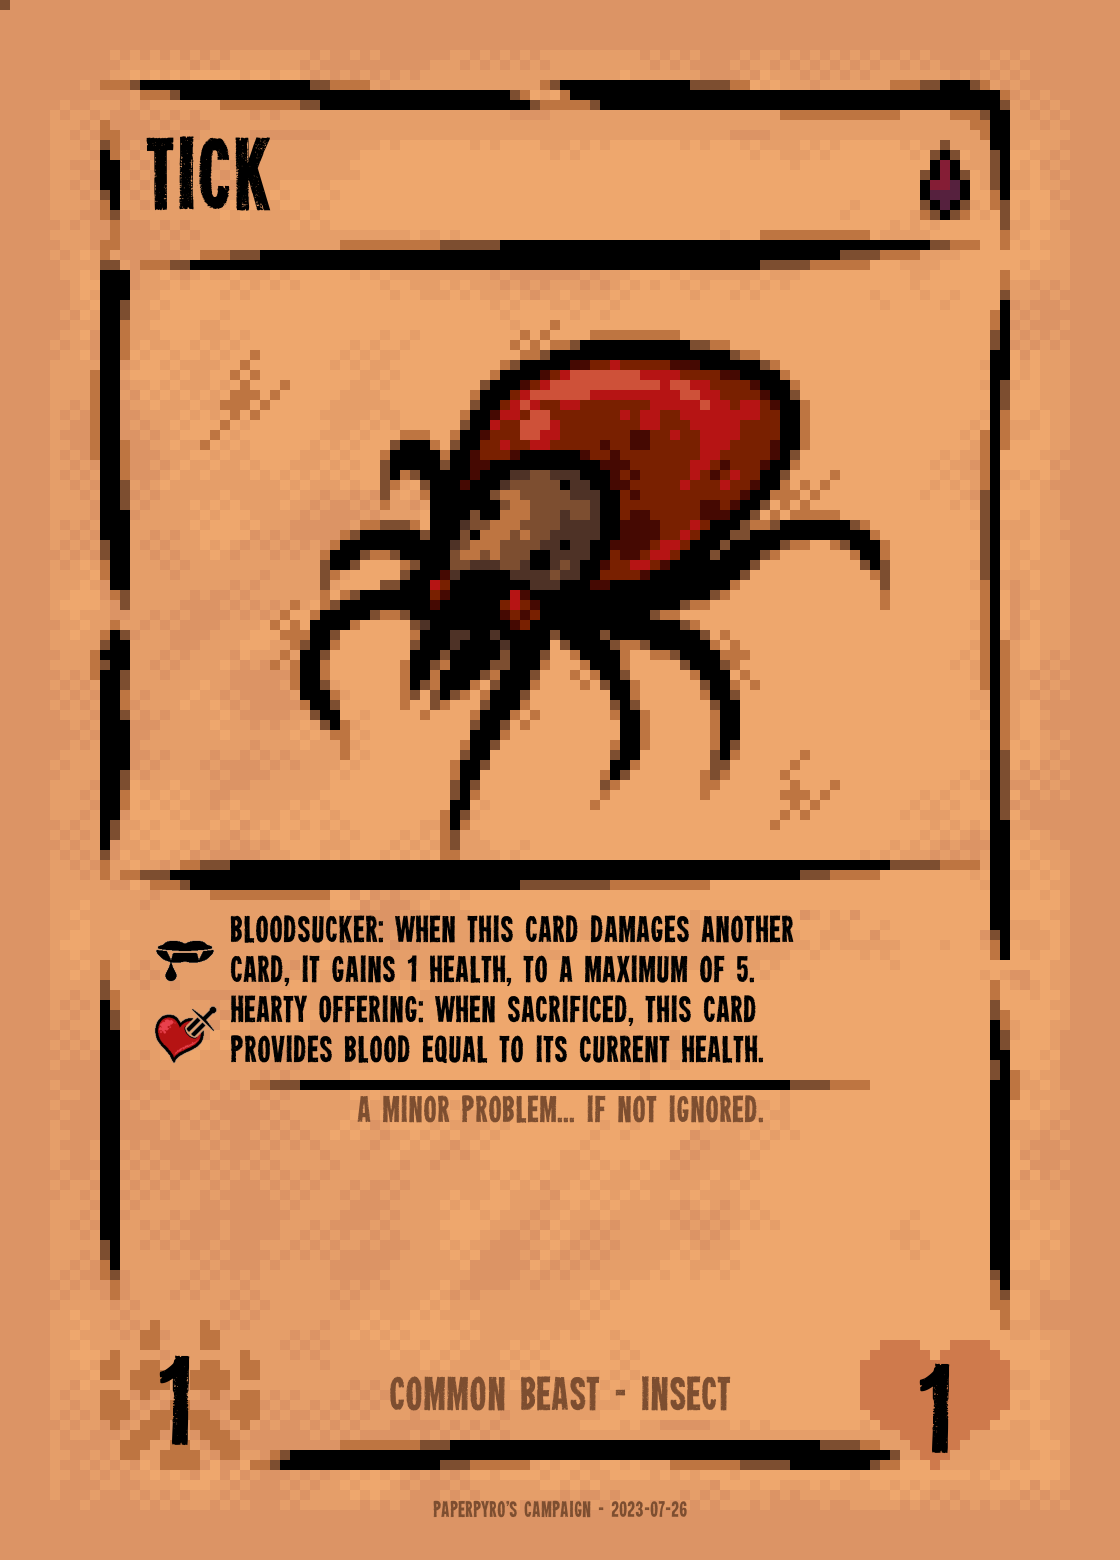 TICK
BLOODSUCKER: WHEN THIS CARD DAMAGES ANOTHER
CARD, IT GAINS 1 HEALTH, TO A MAXIMUM OF 5.
HEARTY OFFERING: WHEN SACRIFICED, THIS CARD
PROVIDES BLOOD EQUAL TO ITS CURRENT HEALTH.
A MINOR PROBLEM... IF NOT IGNORED.
1
COMMON BEAST - INSECT
1
PAPERPYRO'S CAMPAIGN - 2023-07-26